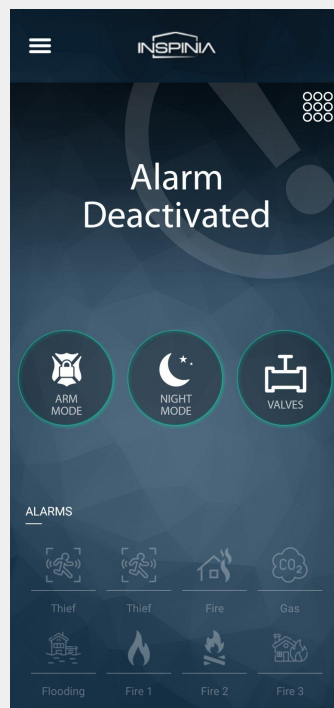 INSPINIA
Alarm
Deactivated
ARM
MODE
NIGHT
MODE
VALVES
ALARMS
CO2
Thief
Thief
Fire
Gas
Flooding
Fire 1
Fire 2
Fire 3